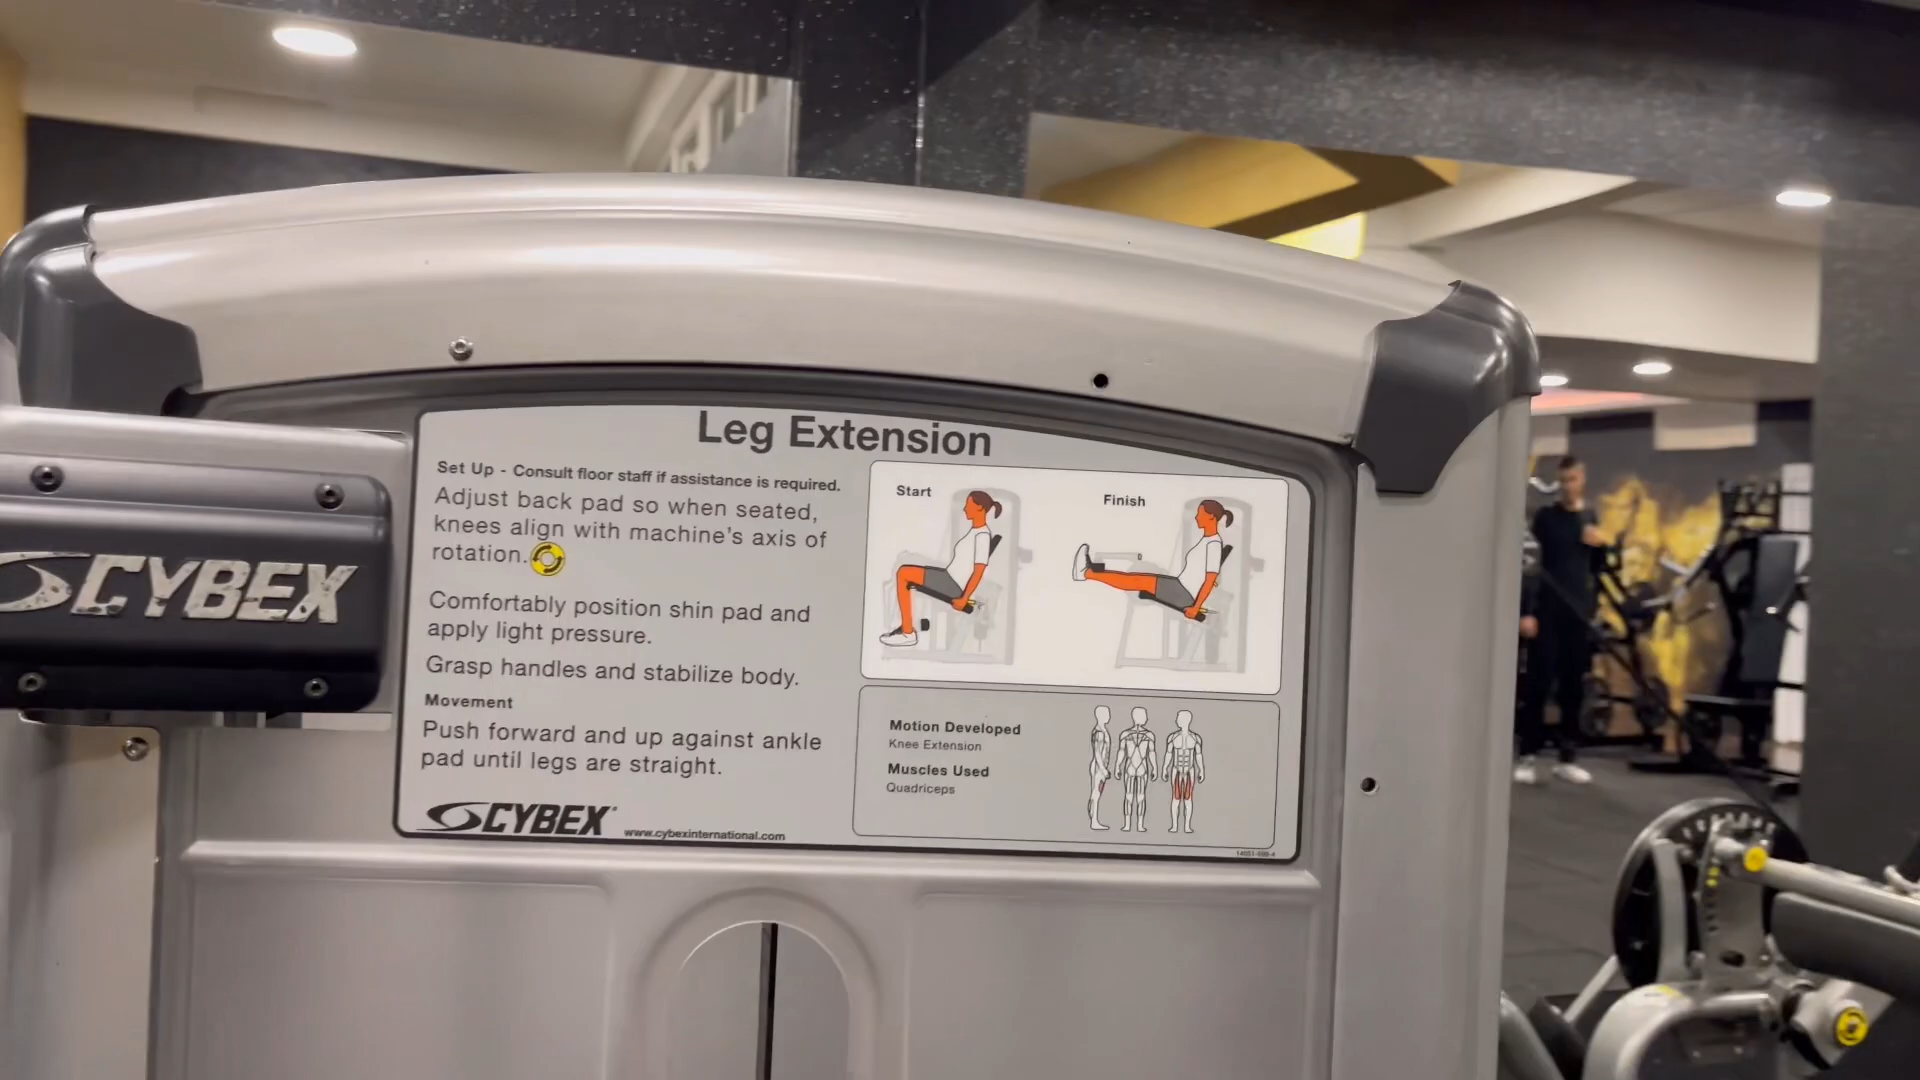 Leg Extension
Set Up - Consult floor staff if assistance is required.
Adjust back pad so when seated,
knees align with machine's axis of
rotation.
Comfortably position shin pad and
apply light pressure.
Grasp handles and stabilize body.
Movement
Push forward and up against ankle
pad until legs are straight.
CYBEX
www.cybexinternational.com
Start
Finish
Motion Developed
Knee Extension
Muscles Used
Quadriceps
CYBEX